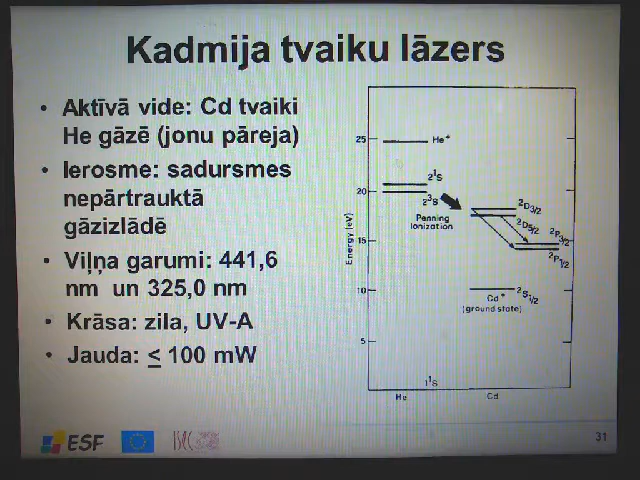 Kadmija tvaiku lāzers
• Aktīvā vide: Cd tvaiki
He gāzē (jonu pāreja)
• Ierosme: sadursmes
nepārtrauktā
gāzizlādē
• Viļņa garumi: 441,6
nm un 325,0 nm
• Krāsa: zila, UV-A
• Jauda: ≤ 100 mW
Energy (eV)
25
20
15
10
5
He⁺
2¹S
2³S
Penning
Ionization
²D₃/₂
²D₅/₂
²P₃/₂
²P₁/₂
²S₁/₂
Cd⁺
(ground state)
1¹S
He
Cd
ESF
31